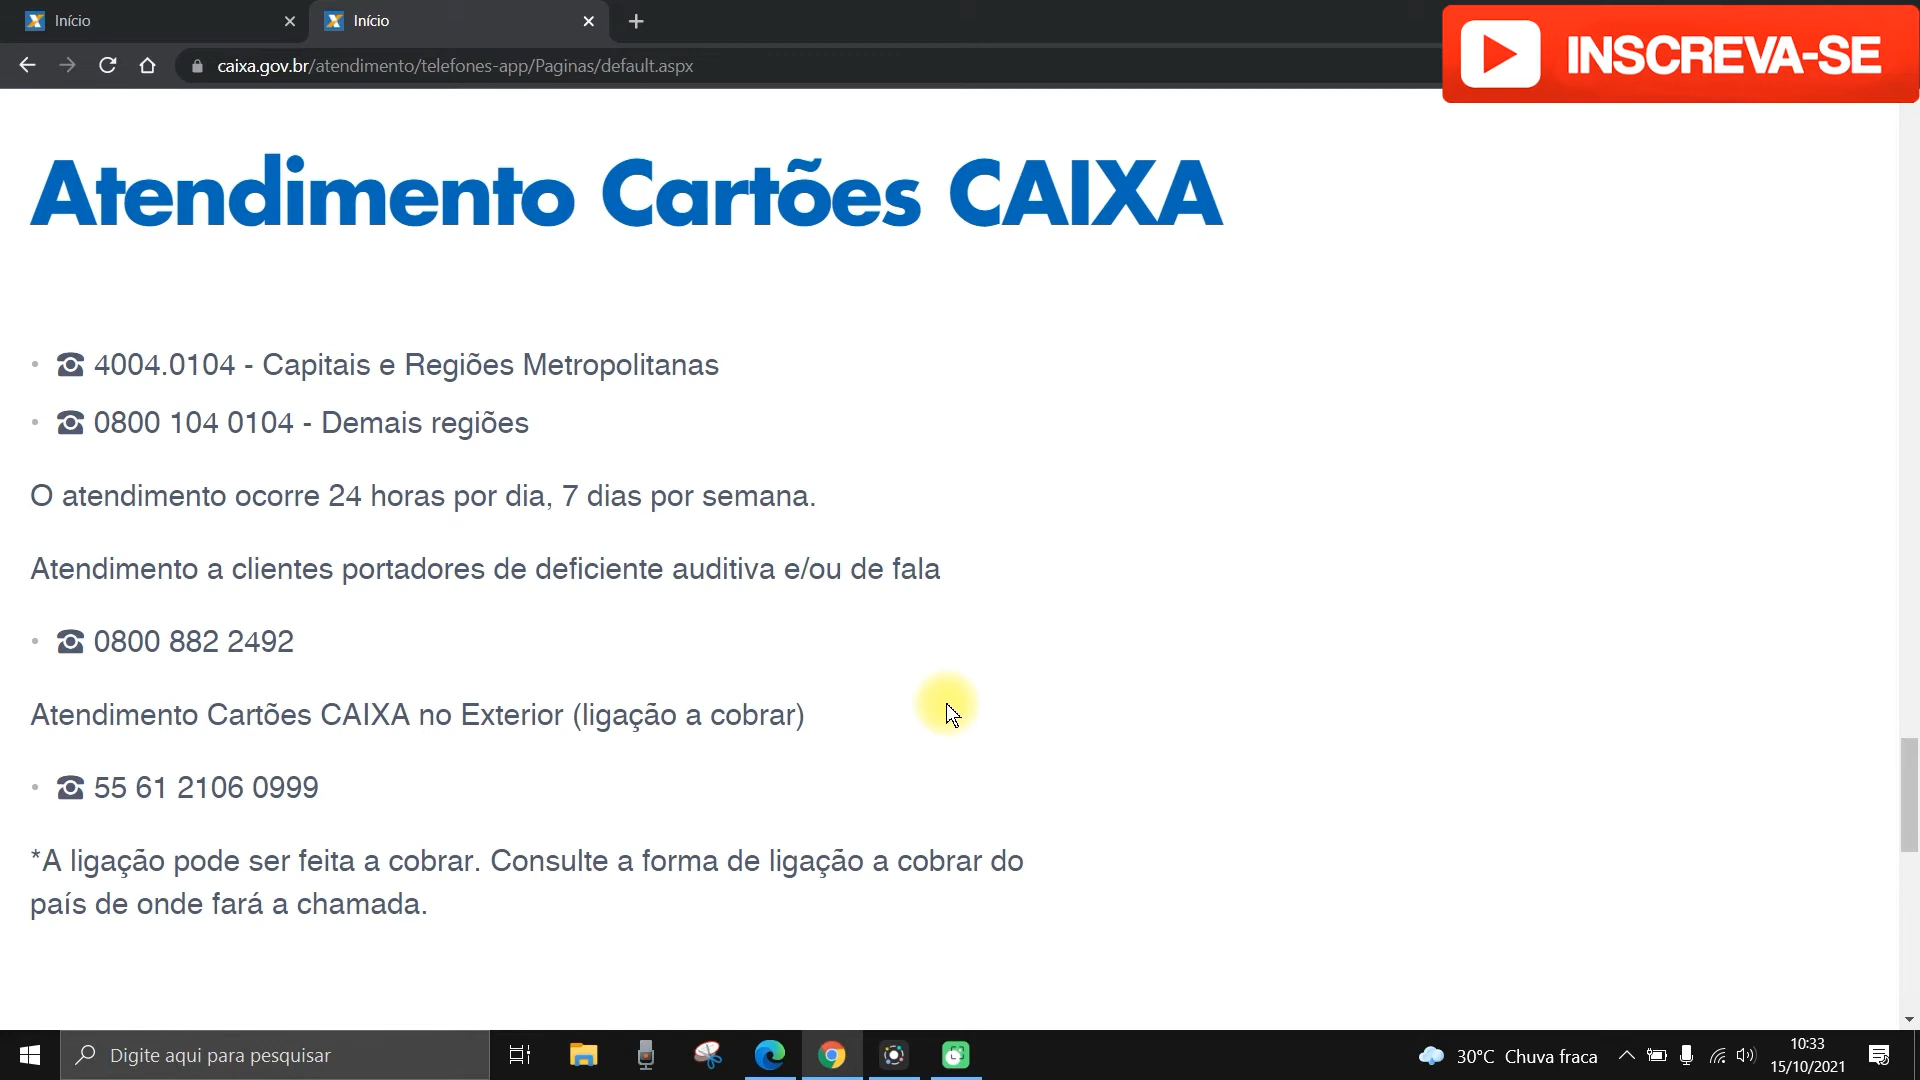 Início
Início
INSCREVA-SE
caixa.gov.br/atendimento/telefones-app/Paginas/default.aspx
Atendimento Cartões CAIXA
• ☎ 4004.0104 - Capitais e Regiões Metropolitanas
• ☎ 0800 104 0104 - Demais regiões
O atendimento ocorre 24 horas por dia, 7 dias por semana.
Atendimento a clientes portadores de deficiente auditiva e/ou de fala
• ☎ 0800 882 2492
Atendimento Cartões CAIXA no Exterior (ligação a cobrar)
• ☎ 55 61 2106 0999
*A ligação pode ser feita a cobrar. Consulte a forma de ligação a cobrar do
país de onde fará a chamada.
Digite aqui para pesquisar
30°C Chuva fraca
10:33
15/10/2021